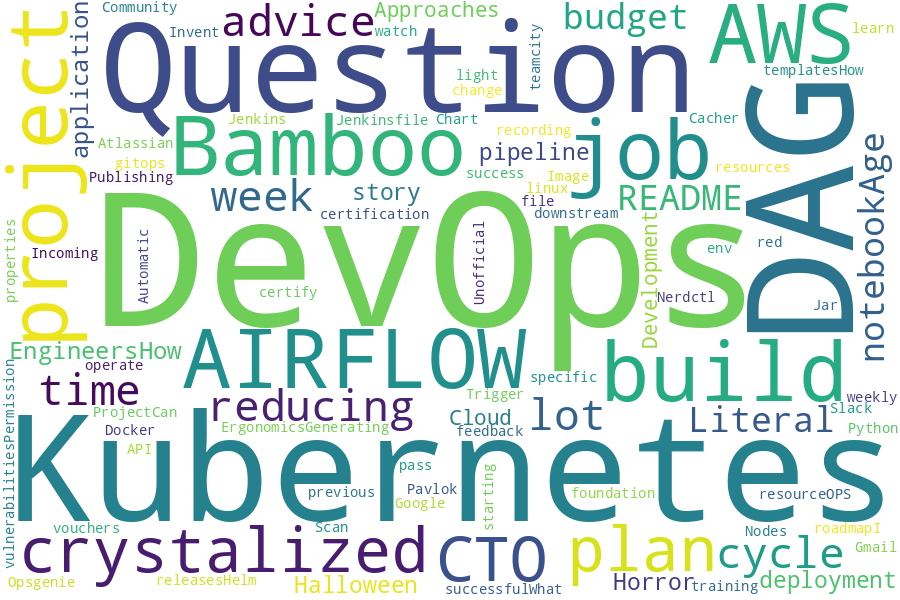 Community
Invent
advice
Approaches
watch
budget
AWS
learn
project
application
Question
light
change
teamcity
templatesHow
Atlassian
gitops
Publishing
Bamboo
Jenkins
Jenkinsfile
Chart
recording
pipeline
success
Image
linux
file
job
Cacher
resources
DAG
notebookAge
week
story
certification
downstream
README
properties
Incoming
Automatic
DevOps
certify
Unofficial
Development
env
red
Nerdctl
Jar
EngineersHow
operate
AIRFLOW
specific
Trigger
build
time
reducing
Cloud
feedback
lot
Literal
weekly
Slack
Python
vulnerabilitiesPermission
ProjectCan
Docker
API
ErgonomicsGenerating
Kubernetes
pass
previous
Pavlok
Google
starting
foundation
resourceOPS
vouchers
Scan
Nodes
roadmapI
Gmail
crystalized
CTO
plan
cycle
Opsgenie
releasesHelm
Halloween
successfulWhat
Horror
training
deployment